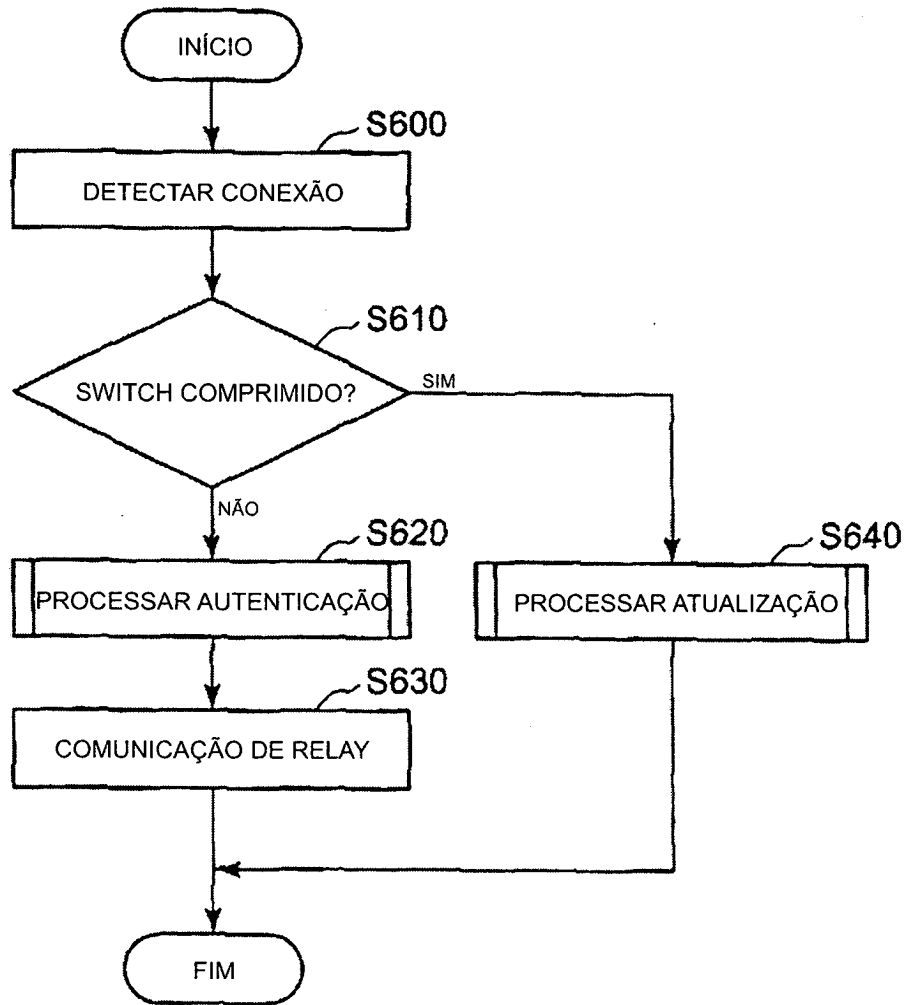 INÍCIO
S600
DETECTAR CONEXÃO
S610
SWITCH COMPRIMIDO?
SIM
NÃO
S620
PROCESSAR AUTENTICAÇÃO
S640
PROCESSAR ATUALIZAÇÃO
S630
COMUNICAÇÃO DE RELAY
FIM